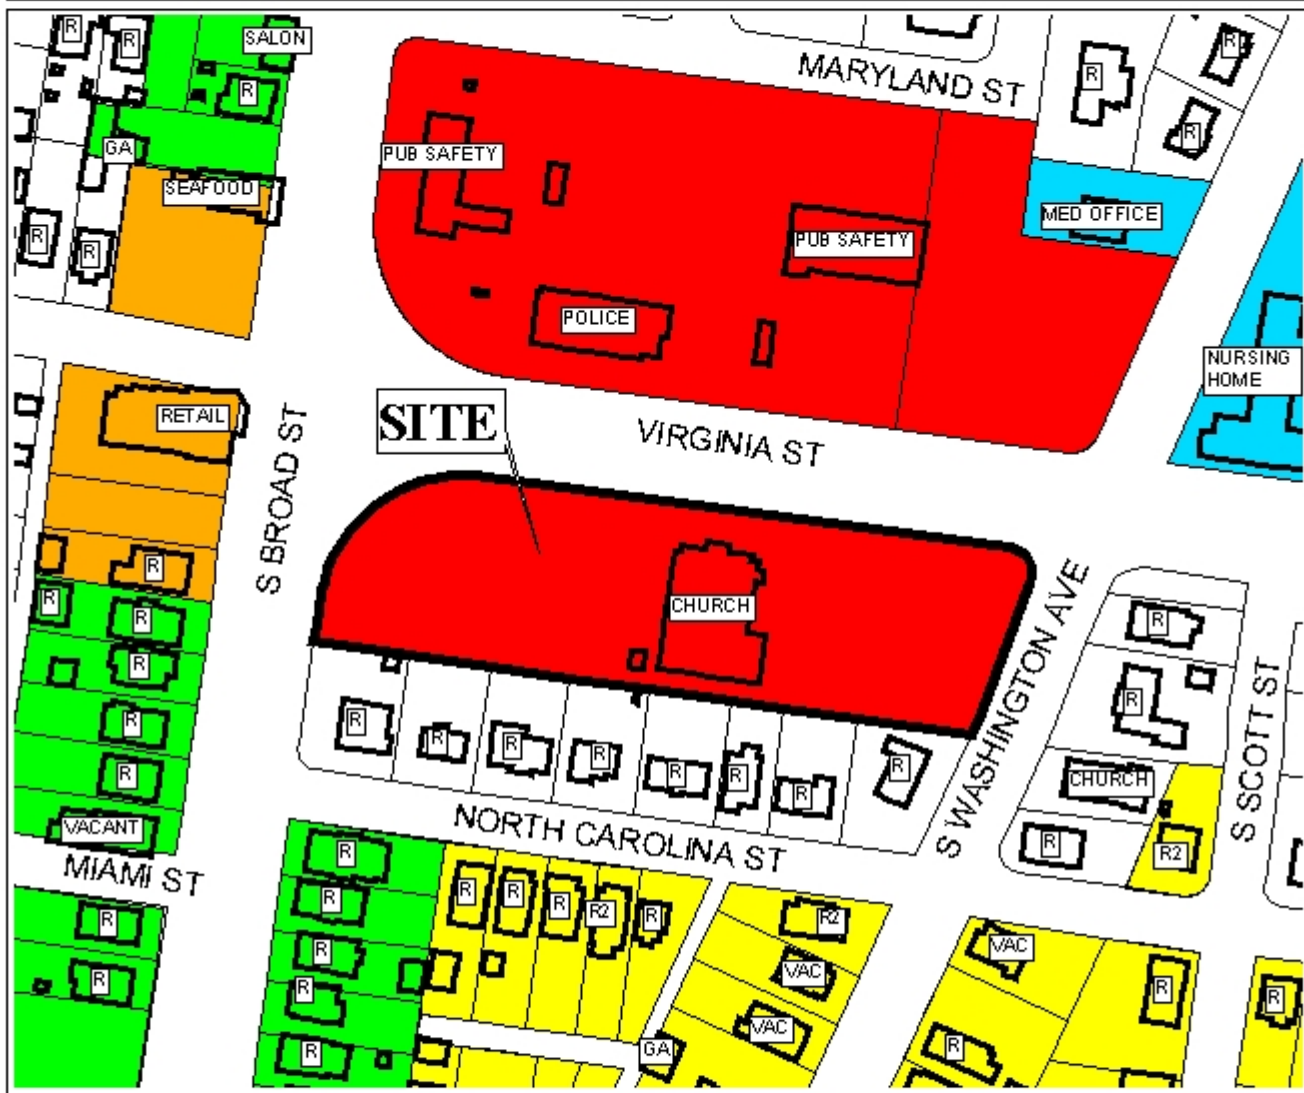 R
R
SALON
R
GA
SEAFOOD
R
R
MARYLAND ST
R
R
R
PUB SAFETY
PUB SAFETY
MED OFFICE
POLICE
NURSING
HOME
RETAIL
SITE
VIRGINIA ST
S BROAD ST
R
R
R
R
R
R
VACANT
MIAMI ST
CHURCH
S WASHINGTON AVE
S SCOTT ST
R
R
CHURCH
R
R2
R
R
R
R
R
R
R
R
NORTH CAROLINA ST
R
R
R
R
R
R
R
R
R
R
R2
R
R2
VAC
VAC
GA
VAC
R
R
R